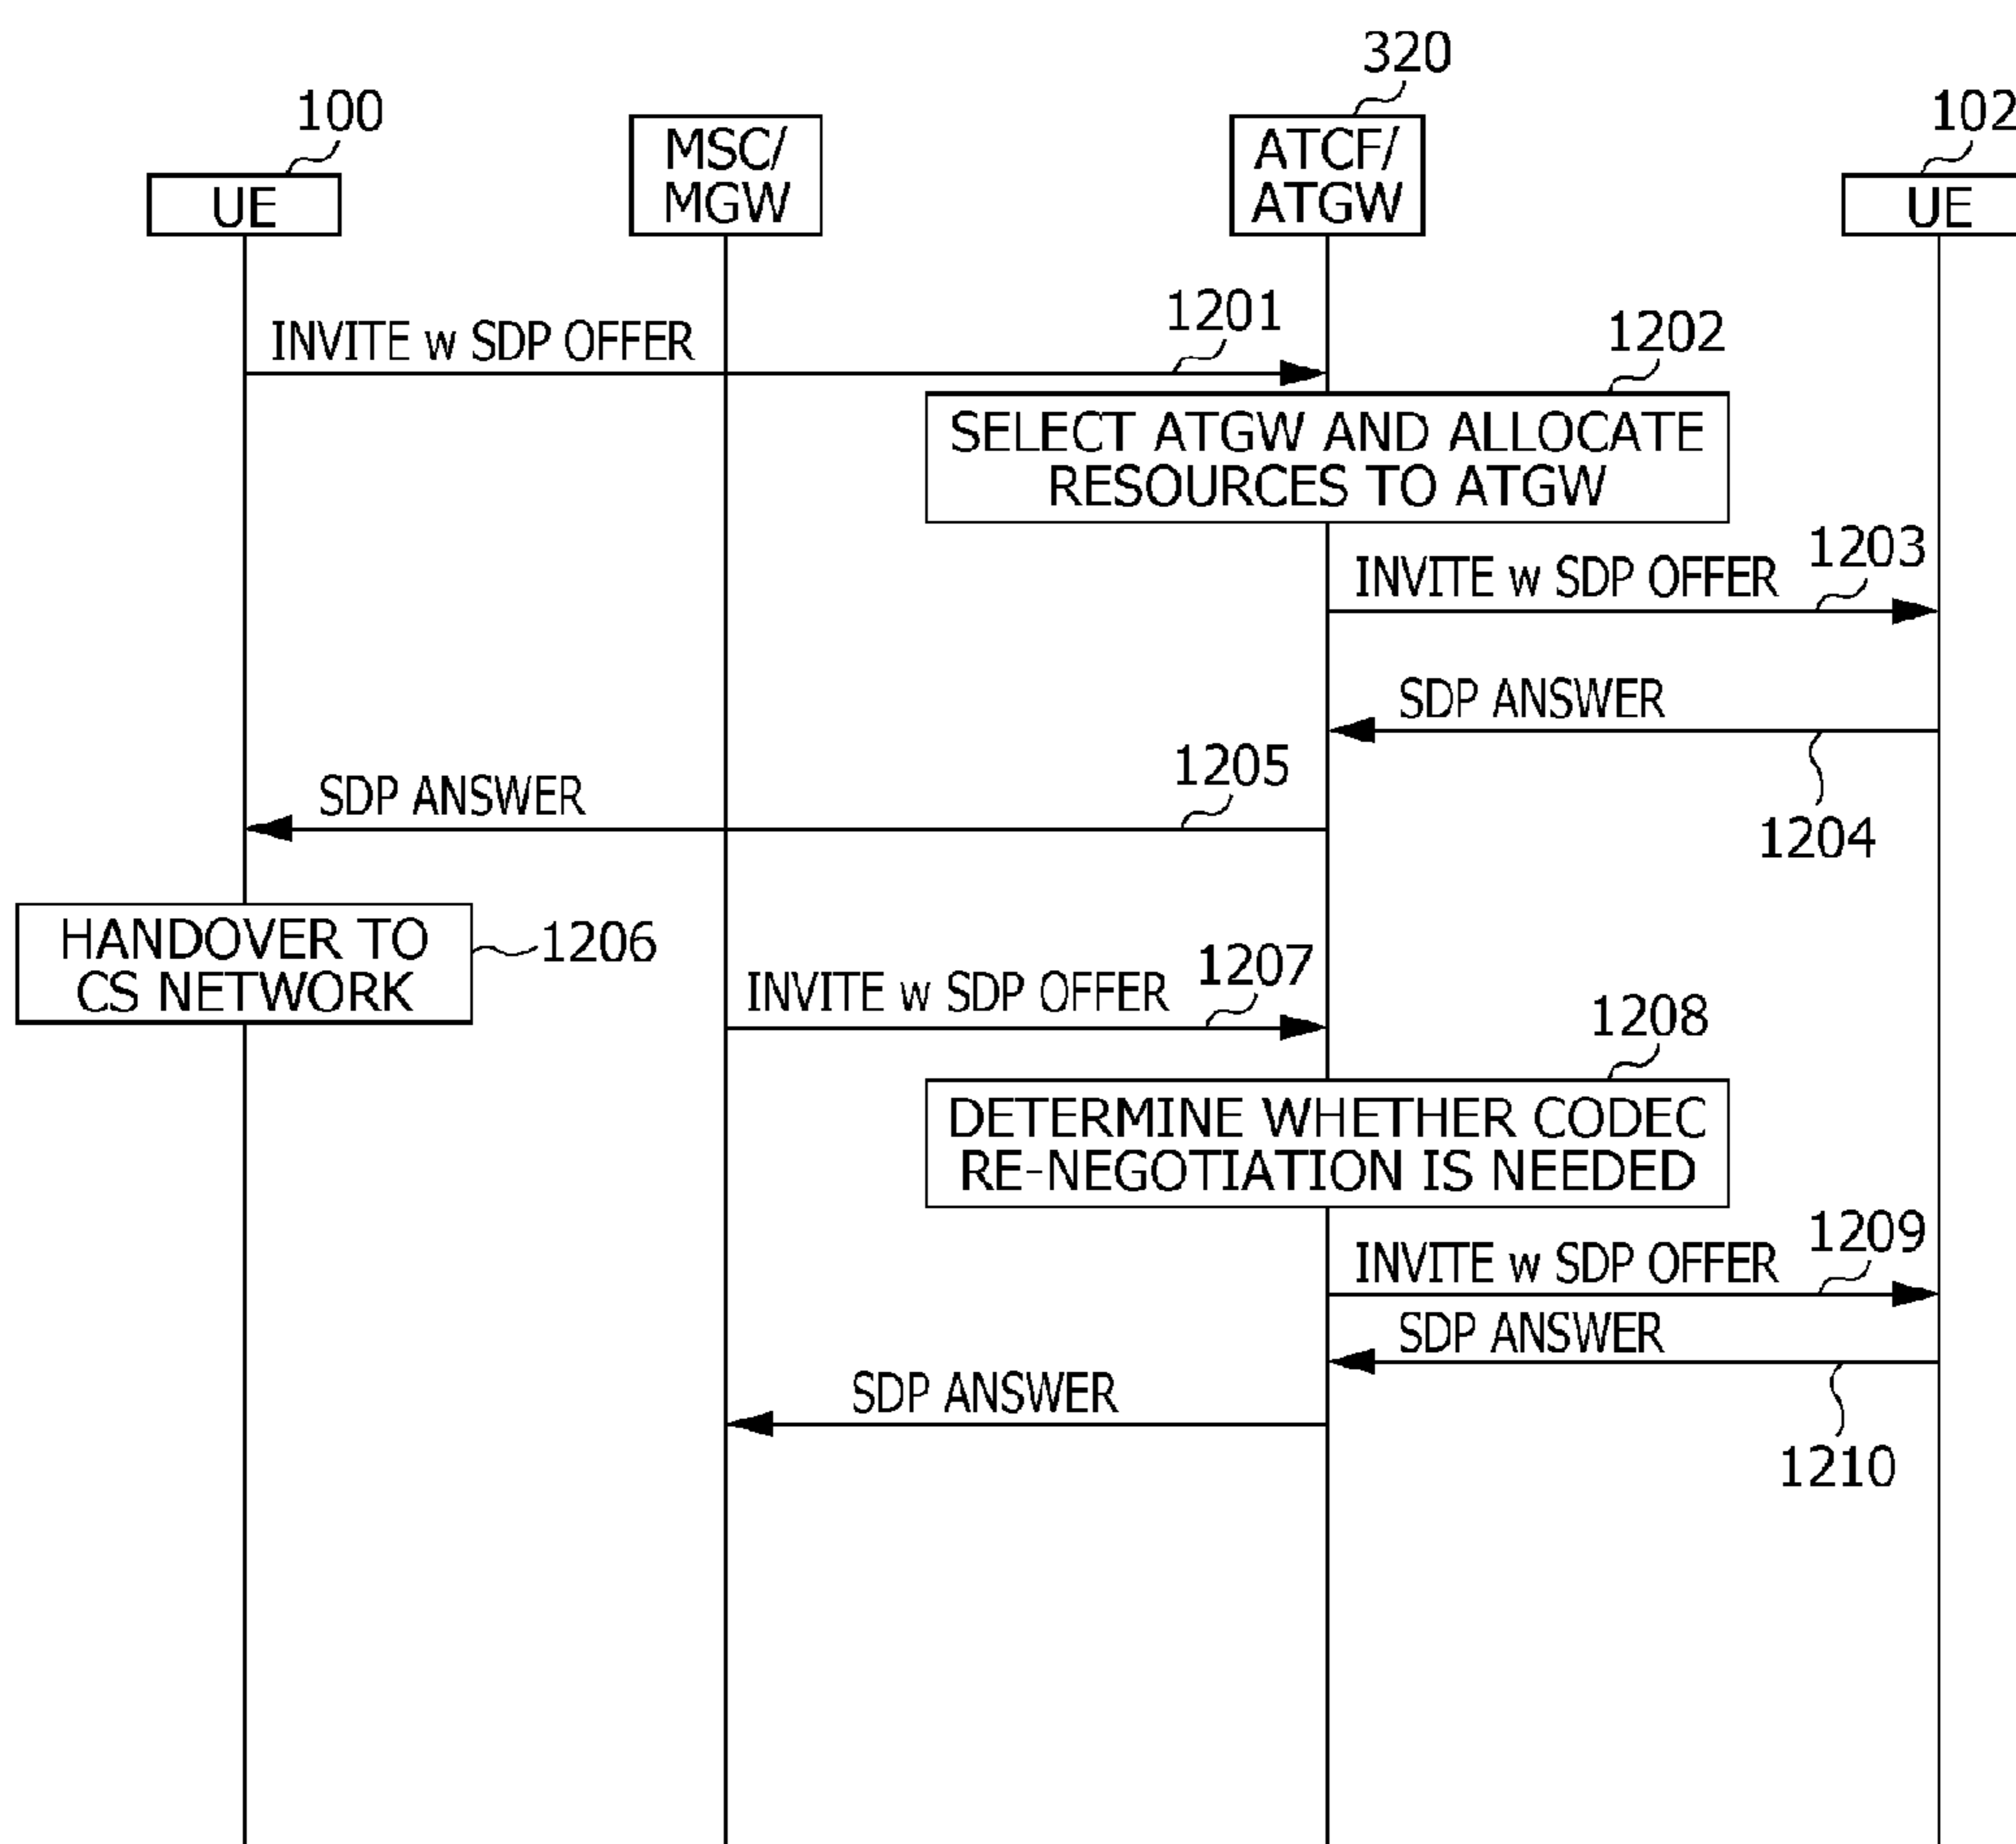 320
100
102
MSC/
MGW
ATCF/
ATGW
UE
UE
1201
INVITE w SDP OFFER
1202
SELECT ATGW AND ALLOCATE
RESOURCES TO ATGW
1203
INVITE w SDP OFFER
SDP ANSWER
1204
1205
SDP ANSWER
HANDOVER TO
CS NETWORK
1206
1207
INVITE w SDP OFFER
1208
DETERMINE WHETHER CODEC
RE-NEGOTIATION IS NEEDED
1209
INVITE w SDP OFFER
SDP ANSWER
SDP ANSWER
1210